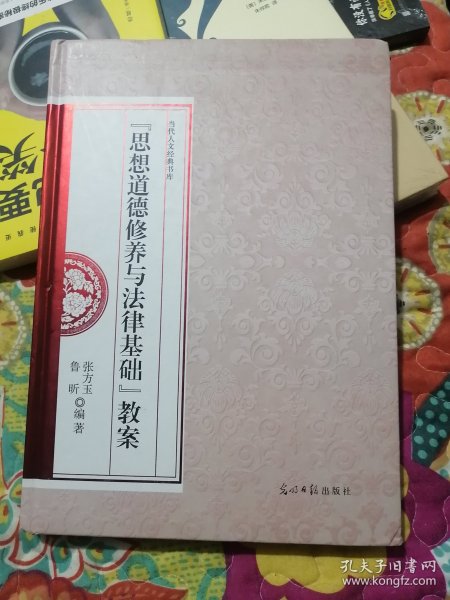 当代人文经典书库
『思想道德修养与法律基础』教案
张方玉
鲁昕◎编著
光明日报出版社
孔夫子旧书网
www.kongfz.com